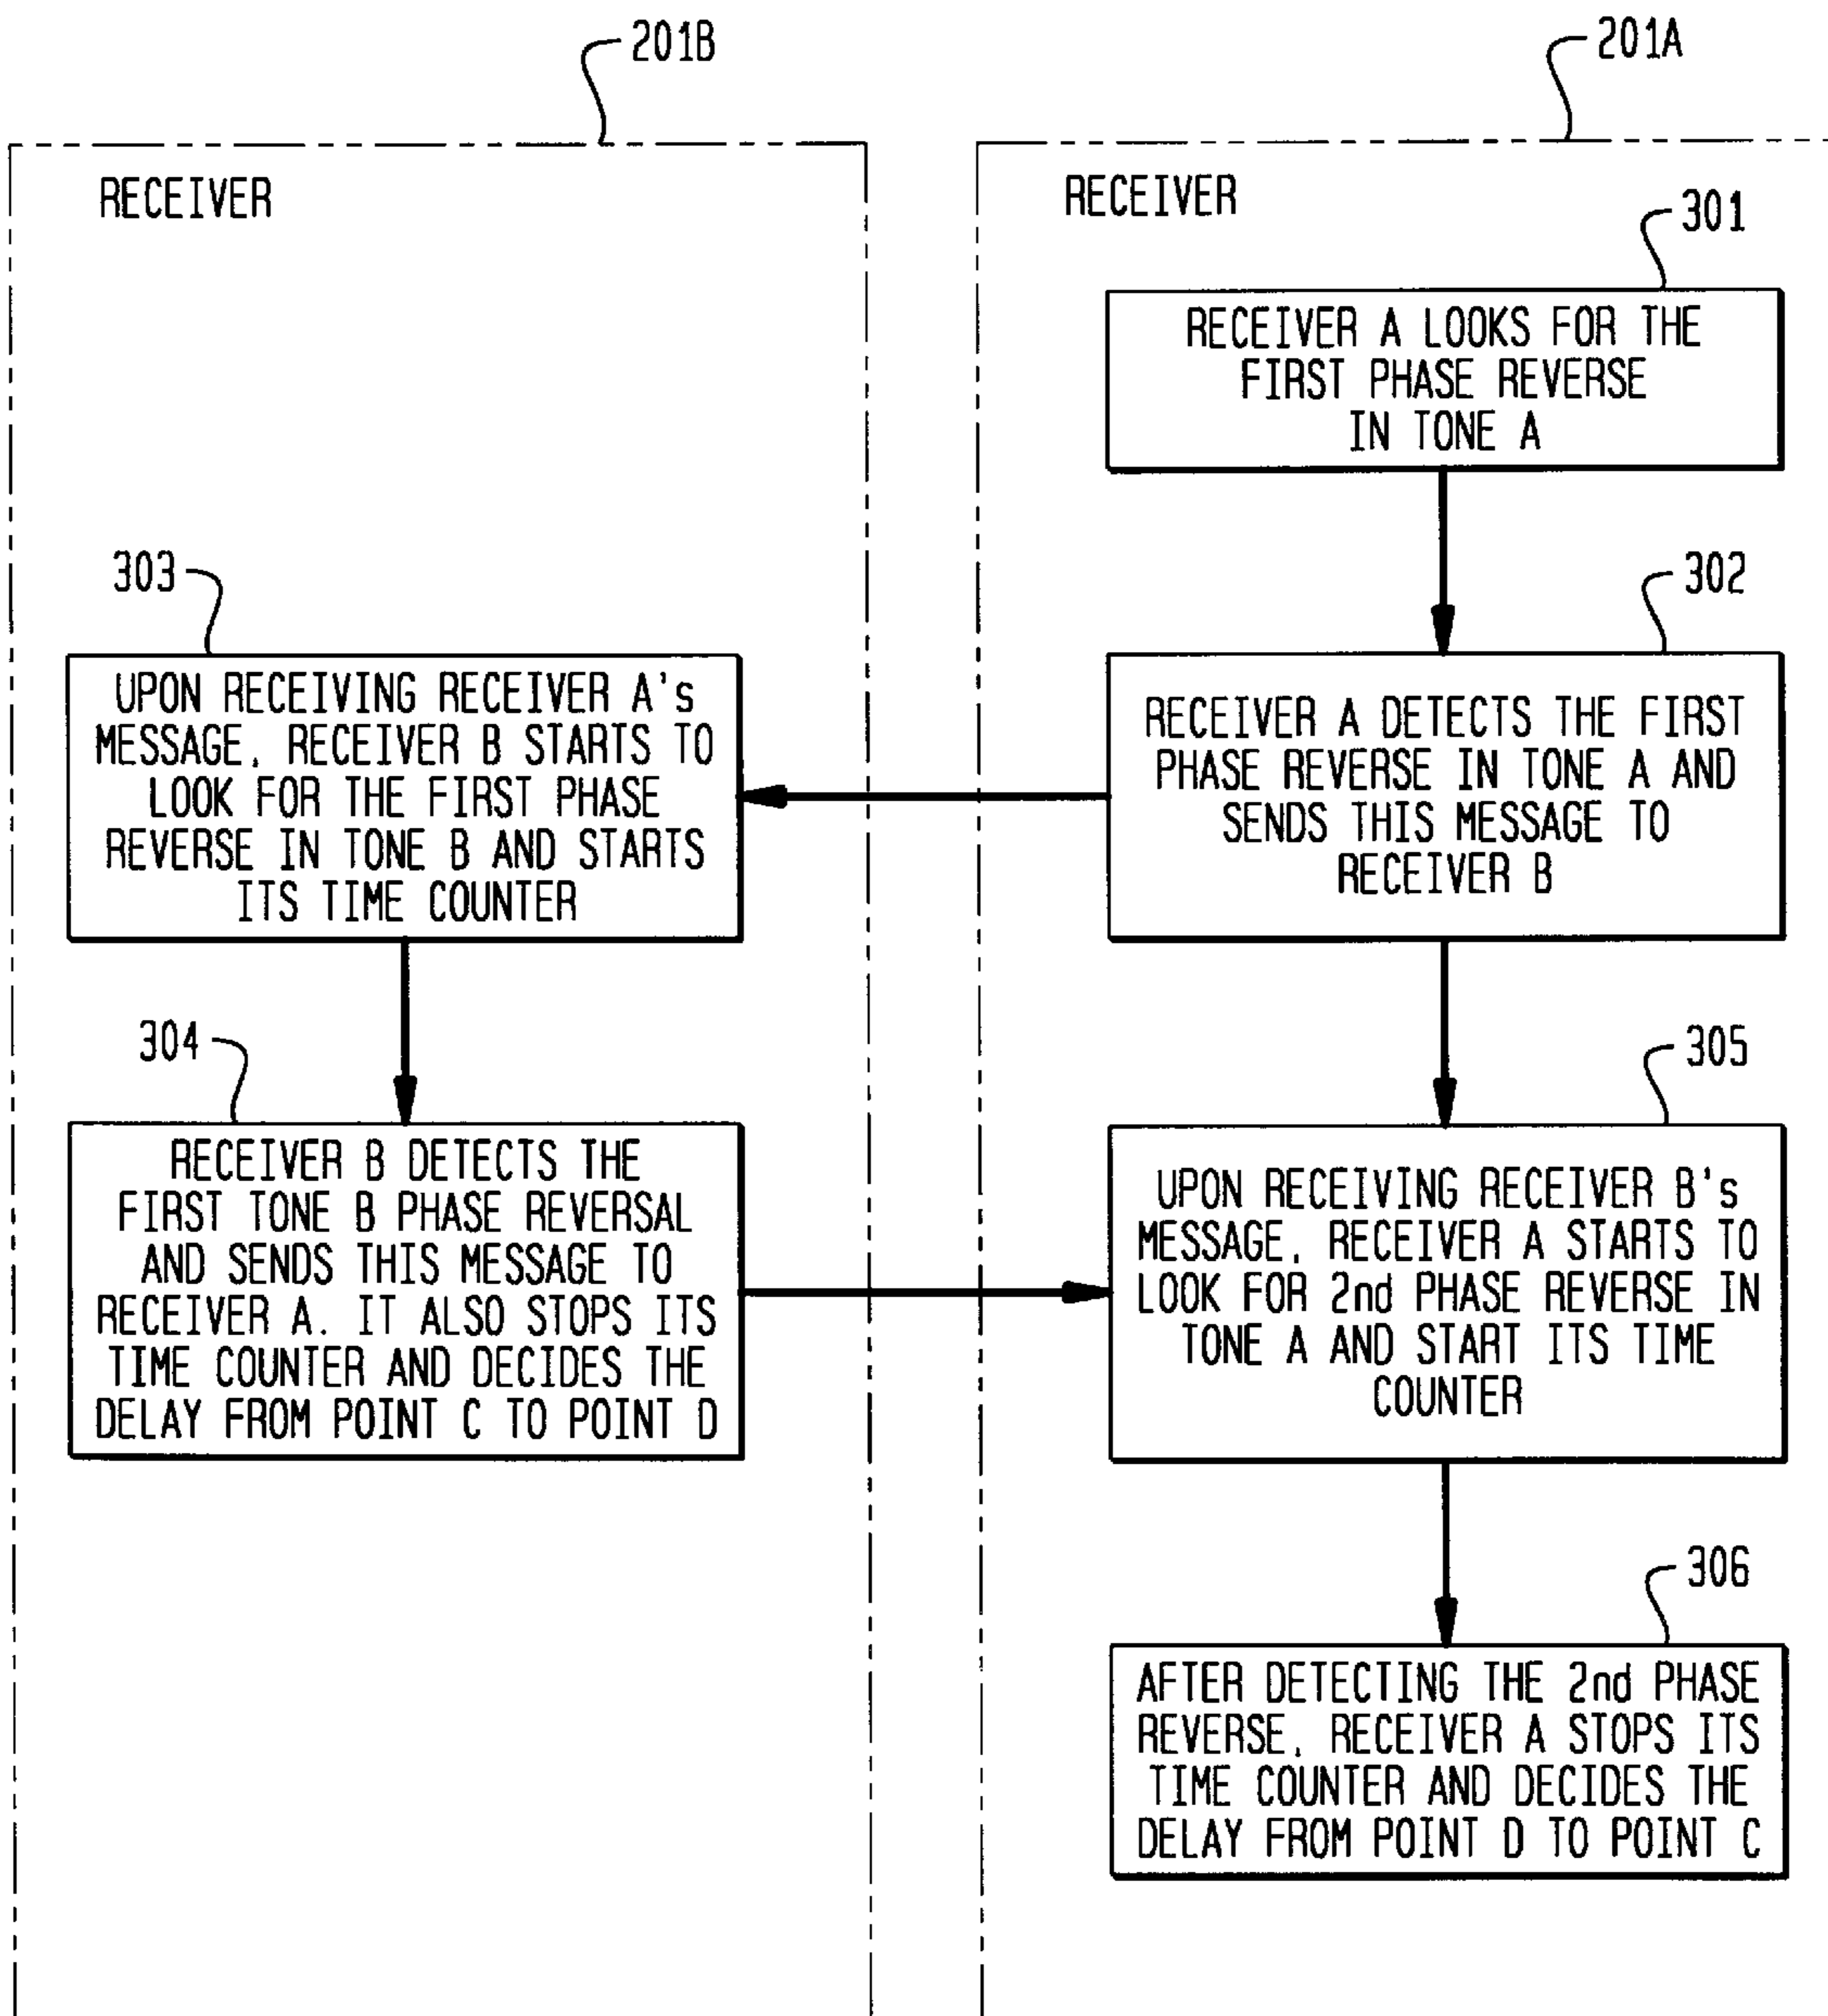 201B
201A
RECEIVER
RECEIVER
301
RECEIVER A LOOKS FOR THE
FIRST PHASE REVERSE
IN TONE A
302
RECEIVER A DETECTS THE FIRST
PHASE REVERSE IN TONE A AND
SENDS THIS MESSAGE TO
RECEIVER B
303
UPON RECEIVING RECEIVER A's
MESSAGE, RECEIVER B STARTS TO
LOOK FOR THE FIRST PHASE
REVERSE IN TONE B AND STARTS
ITS TIME COUNTER
304
RECEIVER B DETECTS THE
FIRST TONE B PHASE REVERSAL
AND SENDS THIS MESSAGE TO
RECEIVER A. IT ALSO STOPS ITS
TIME COUNTER AND DECIDES THE
DELAY FROM POINT C TO POINT D
305
UPON RECEIVING RECEIVER B's
MESSAGE, RECEIVER A STARTS TO
LOOK FOR 2nd PHASE REVERSE IN
TONE A AND START ITS TIME
COUNTER
306
AFTER DETECTING THE 2nd PHASE
REVERSE, RECEIVER A STOPS ITS
TIME COUNTER AND DECIDES THE
DELAY FROM POINT D TO POINT C